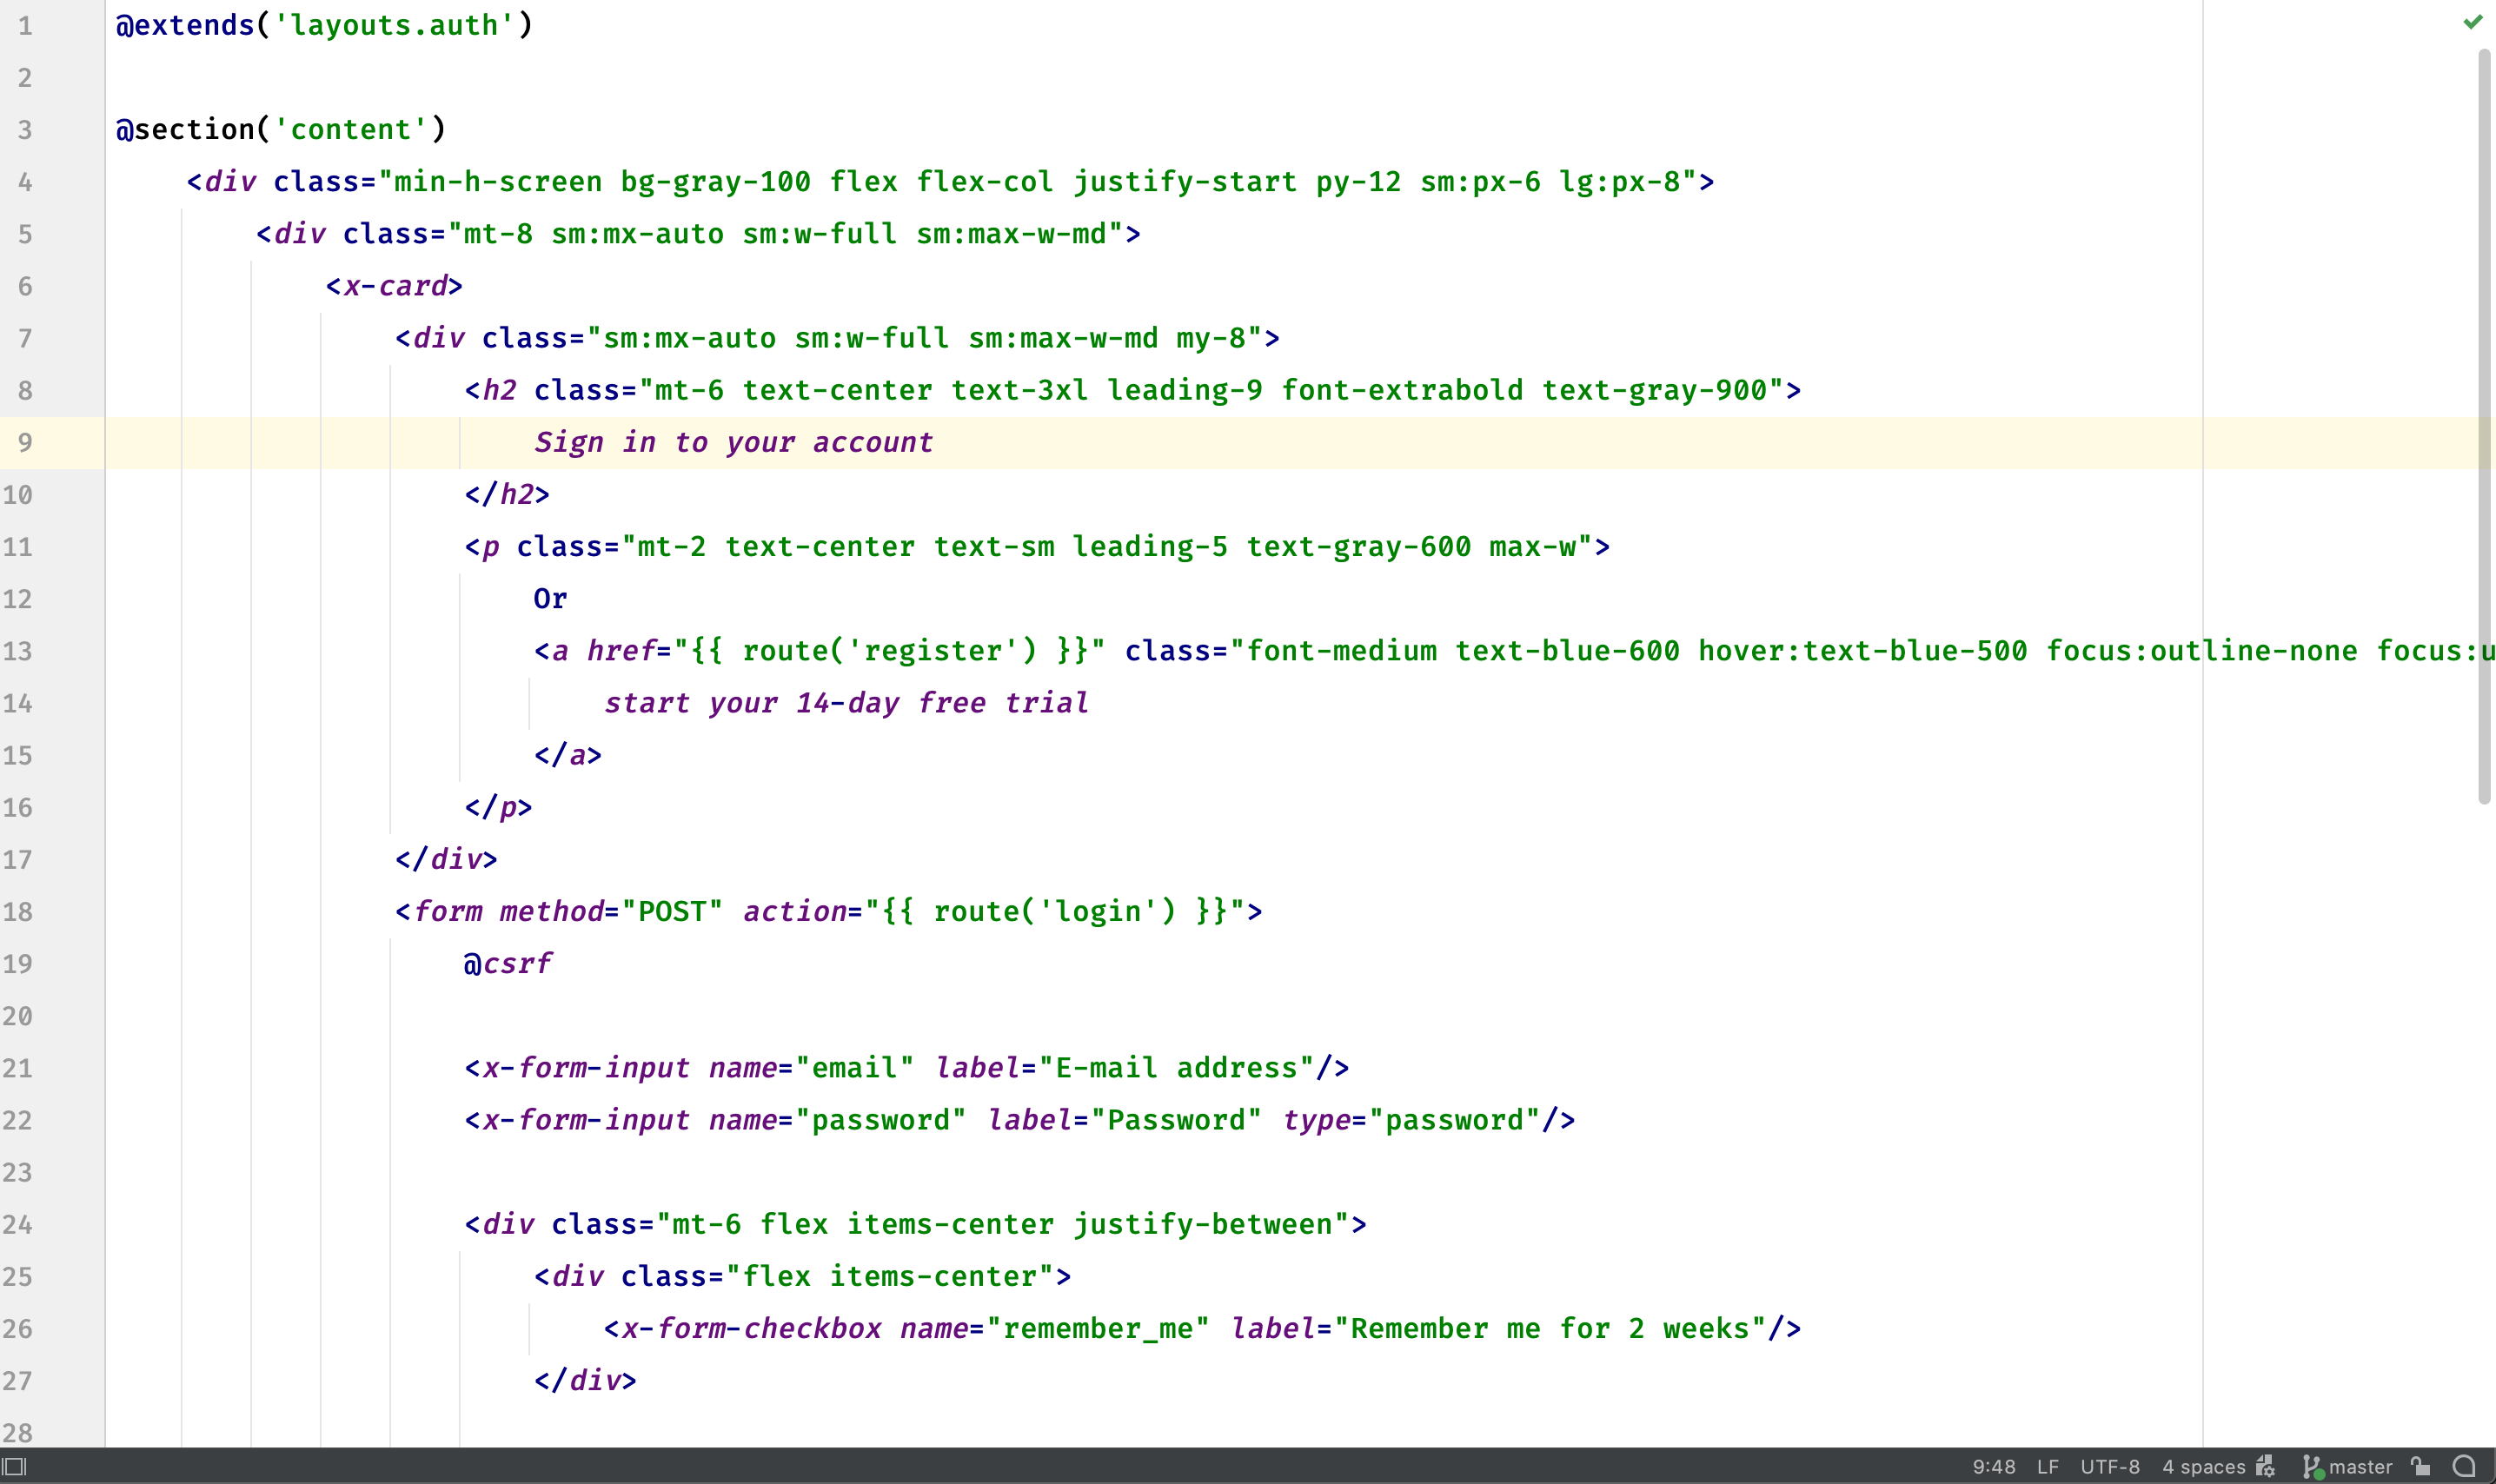 1 @extends('layouts.auth')
2
3 @section('content')
4 <div class="min-h-screen bg-gray-100 flex flex-col justify-start py-12 sm:px-6 lg:px-8">
5 <div class="mt-8 sm:mx-auto sm:w-full sm:max-w-md">
6 <x-card>
7 <div class="sm:mx-auto sm:w-full sm:max-w-md my-8">
8 <h2 class="mt-6 text-center text-3xl leading-9 font-extrabold text-gray-900">
9 Sign in to your account
10 </h2>
11 <p class="mt-2 text-center text-sm leading-5 text-gray-600 max-w">
12 Or
13 <a href="{{ route('register') }}" class="font-medium text-blue-600 hover:text-blue-500 focus:outline-none focus:u
14 start your 14-day free trial
15 </a>
16 </p>
17 </div>
18 <form method="POST" action="{{ route('login') }}">
19 @csrf
20
21 <x-form-input name="email" label="E-mail address"/>
22 <x-form-input name="password" label="Password" type="password"/>
23
24 <div class="mt-6 flex items-center justify-between">
25 <div class="flex items-center">
26 <x-form-checkbox name="remember_me" label="Remember me for 2 weeks"/>
27 </div>
28
9:48 LF UTF-8 4 spaces master